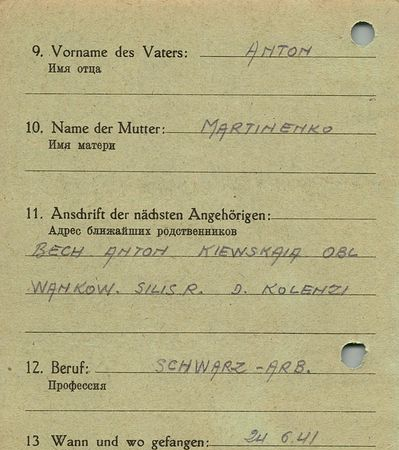 9. Vorname des Vaters: ANTON
Имя отца
10. Name der Mutter: MARTINENKO
Имя матери
11. Anschrift der nächsten Angehörigen:
Адрес ближайших родственников
BECH ANTON KIEWSKAIA OBL
WANKOW. SILIS R. D. KOLENZI
12. Beruf: SCHWARZ-ARB.
Профессия
13 Wann und wo gefangen: 24 6.41